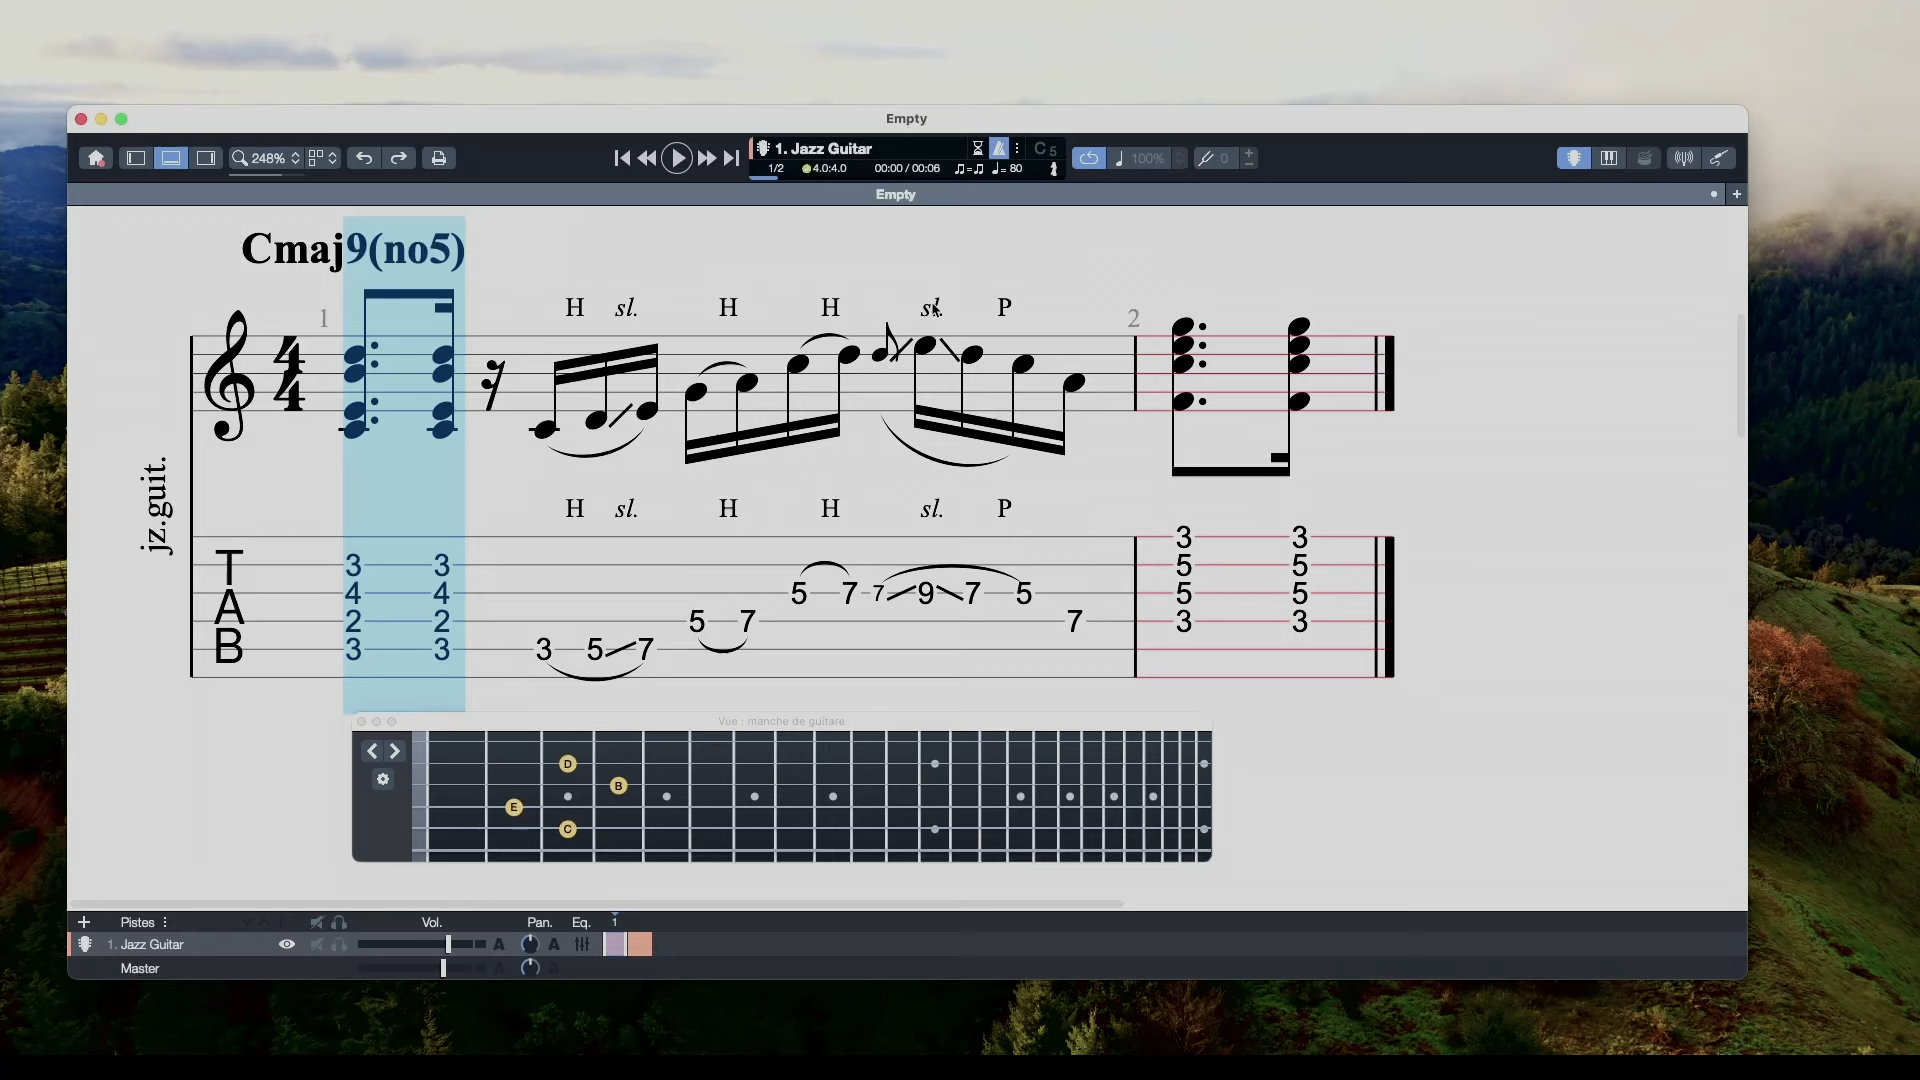 Empty
248%
1. Jazz Guitar
C5
100%
0
1/2
4.0:4.0
00:00 / 00:06
= 80
Empty
Cmaj9(no5)
1
H sl. H H sl. P
2
4
4
jz.guit.
H sl. H H sl. P
T
A
B
3 3 3 3
4 4 5 7 7 9 7 5 5 5
2 2 5 7 7 5 5
3 3 3 5 7 3 3
Vue : manche de guitare
D
B
E
C
Pistes
Vol.
Pan.
Eq.
1
1. Jazz Guitar
A
A
Master
A
A